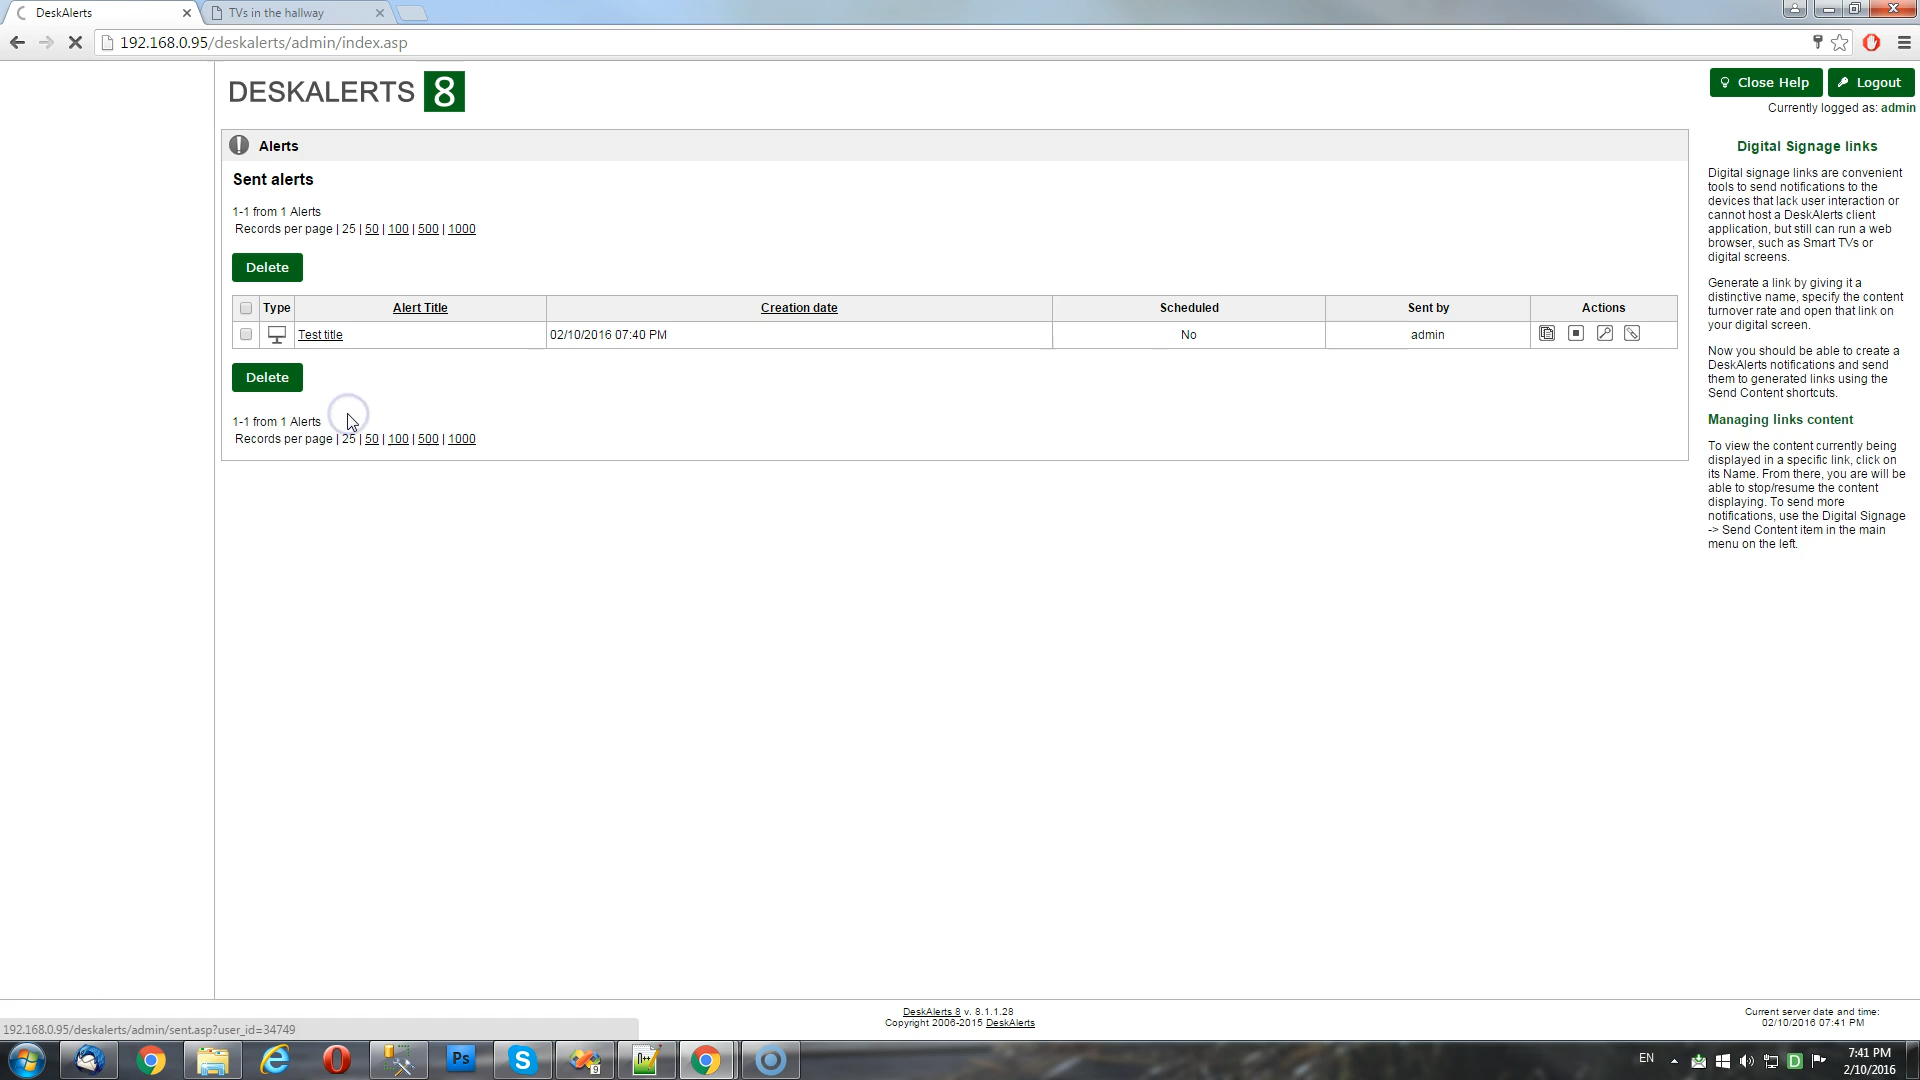 DeskAlerts
TVs in the hallway
192.168.0.95/deskalerts/admin/index.asp
DESKALERTS 8
Close Help
Logout
Currently logged as: admin
Alerts
Sent alerts
1-1 from 1 Alerts
Records per page | 25 | 50 | 100 | 500 | 1000
Delete
Type Alert Title Creation date Scheduled Sent by Actions
Test title 02/10/2016 07:40 PM No admin
Delete
1-1 from 1 Alerts
Records per page | 25 | 50 | 100 | 500 | 1000
Digital Signage links
Digital signage links are convenient
tools to send notifications to the
devices that lack user interaction or
cannot host a DeskAlerts client
application, but still can run a web
browser, such as Smart TVs or
digital screens.
Generate a link by giving it a
distinctive name, specify the content
turnover rate and open that link on
your digital screen.
Now you should be able to create a
DeskAlerts notifications and send
them to generated links using the
Send Content shortcuts.
Managing links content
To view the content currently being
displayed in a specific link, click on
its Name. From there, you are will be
able to stop/resume the content
displaying. To send more
notifications, use the Digital Signage
-> Send Content item in the main
menu on the left.
DeskAlerts 8 v. 8.1.1.28
Copyright 2006-2015 DeskAlerts
Current server date and time:
02/10/2016 07:41 PM
192.168.0.95/deskalerts/admin/sent.asp?user_id=34749
Ps
S
9
n++
EN
D
7:41 PM
2/10/2016